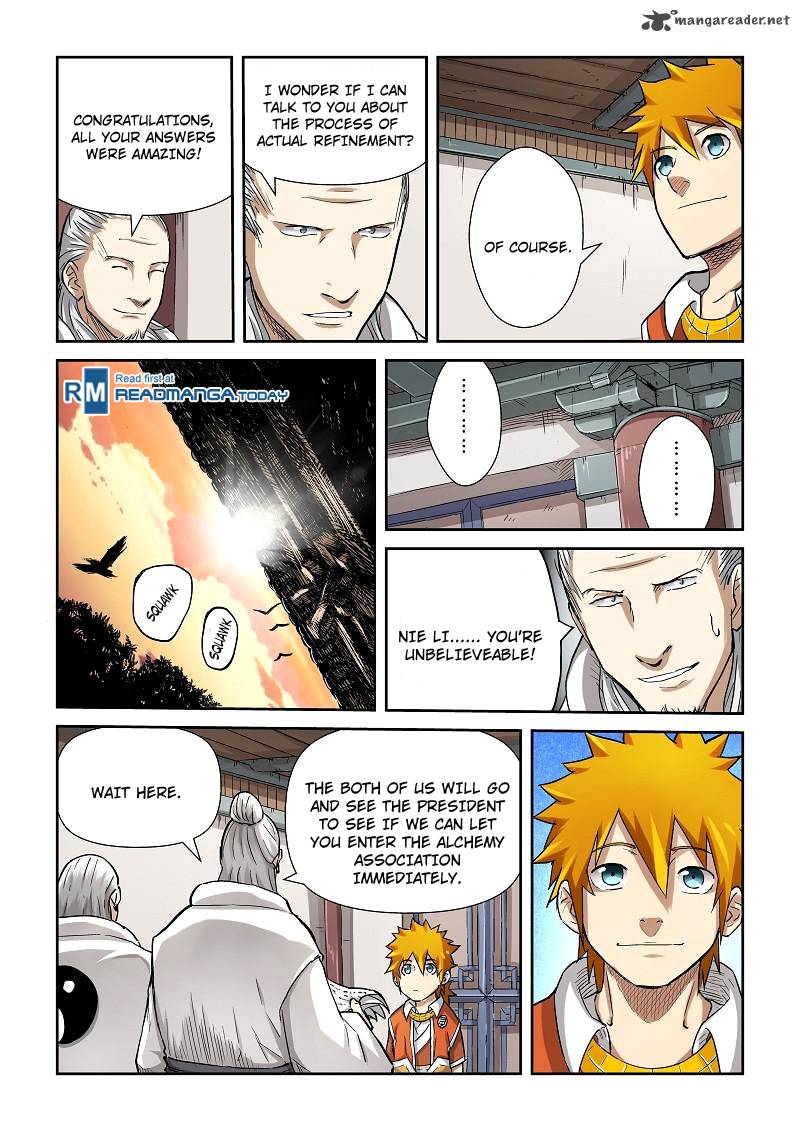 mangareader.net
CONGRATULATIONS,
ALL YOUR ANSWERS
WERE AMAZING!
I WONDER IF I CAN
TALK TO YOU ABOUT
THE PROCESS OF
ACTUAL REFINEMENT?
OF COURSE.
RM
Read first at
READMANGA.TODAY
SQUAWK
SQUAWK
.........
.........
NIE LI...... YOU'RE
UNBELIEVEABLE!
WAIT HERE.
THE BOTH OF US WILL GO
AND SEE THE PRESIDENT
TO SEE IF WE CAN LET
YOU ENTER THE ALCHEMY
ASSOCIATION
IMMEDIATELY.